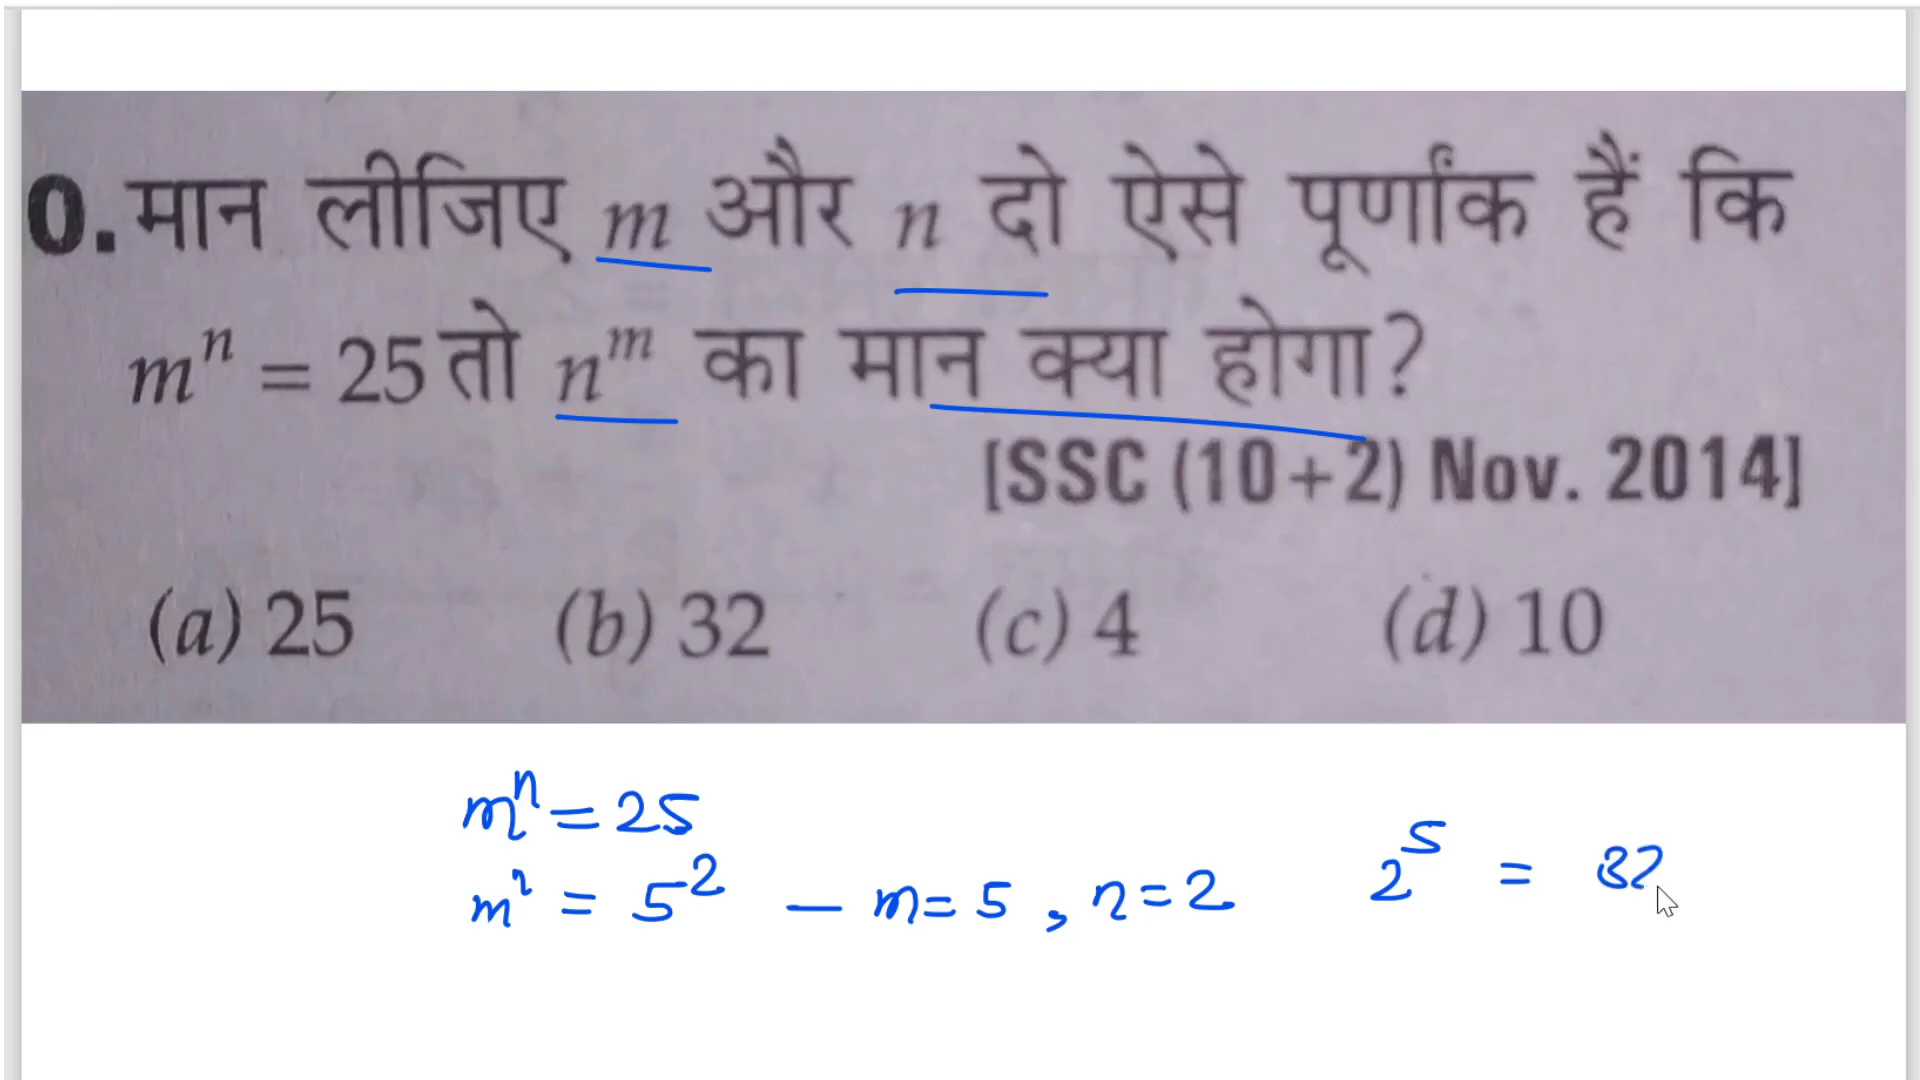 0. मान लीजिए m और n दो ऐसे पूर्णांक हैं कि
mⁿ = 25 तो nᵐ का मान क्या होगा?
[SSC (10+2) Nov. 2014]
(a) 25 (b) 32 (c) 4 (d) 10
mⁿ = 25
mⁿ = 5² — m = 5 , n = 2 2⁵ = 32